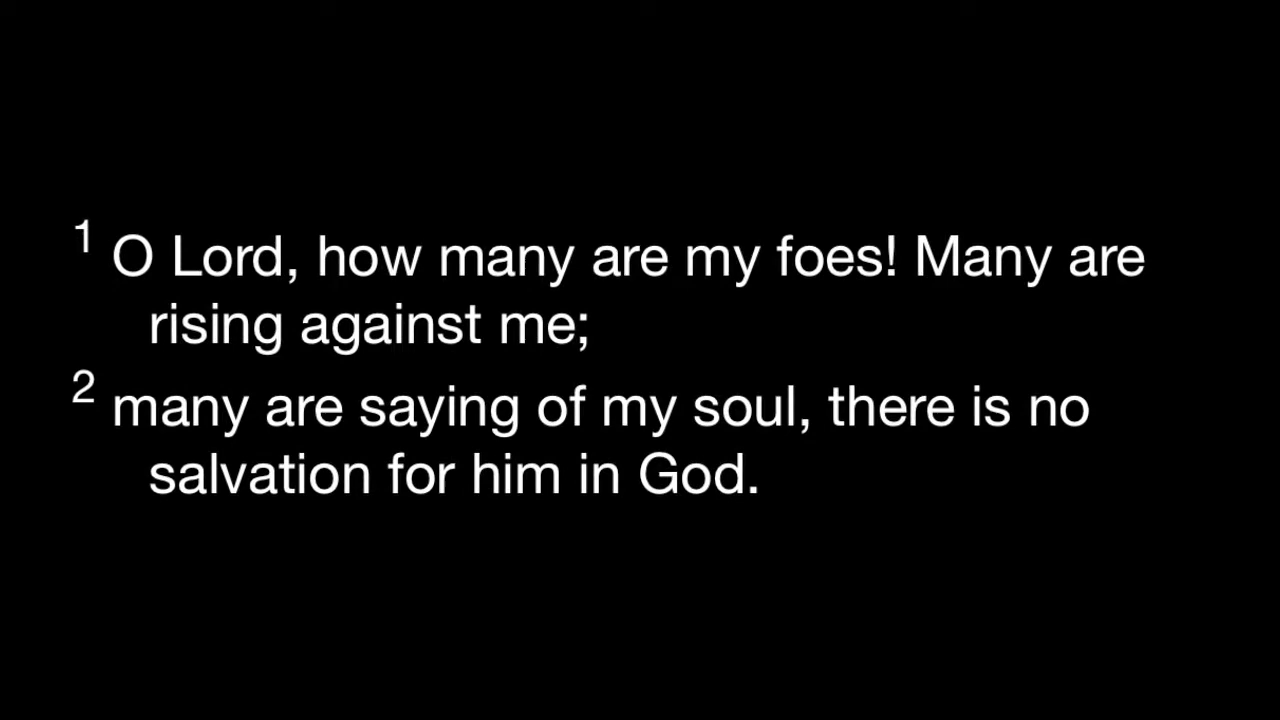 1 O Lord, how many are my foes! Many are
rising against me;
2 many are saying of my soul, there is no
salvation for him in God.